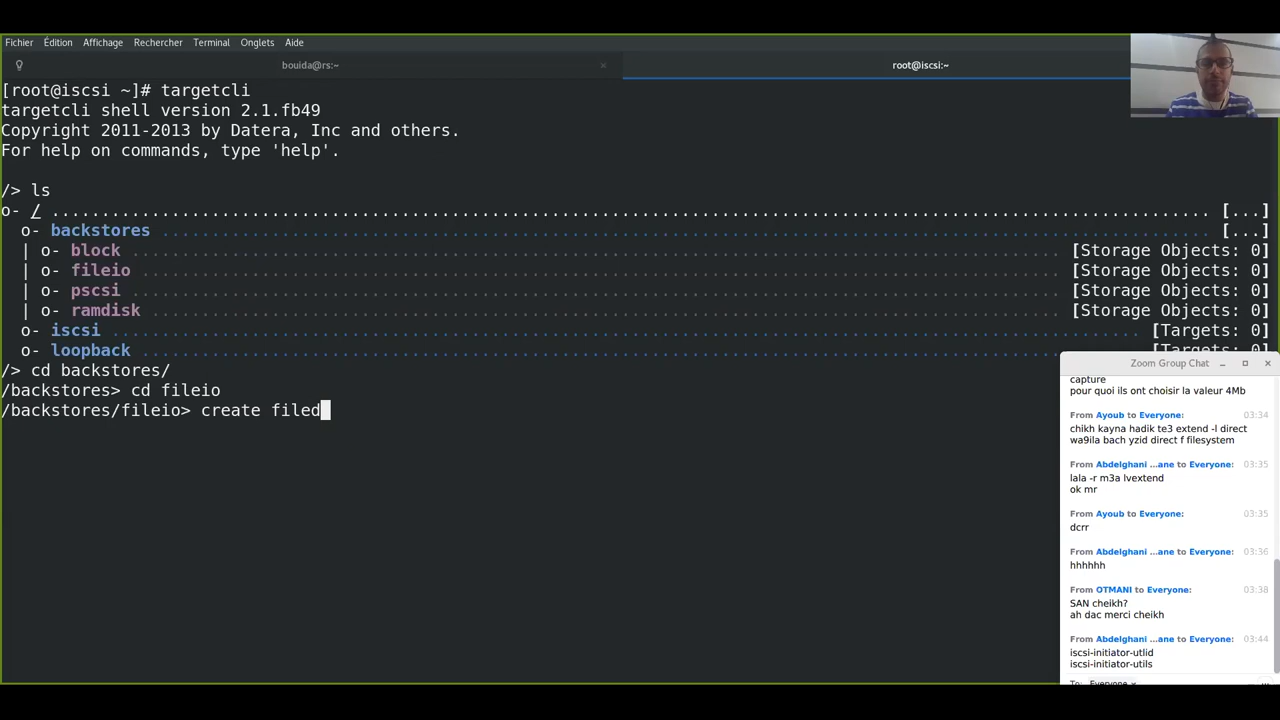 Fichier Édition Affichage Rechercher Terminal Onglets Aide
bouida@rs:~ × root@iscsi:~
[root@iscsi ~]# targetcli
targetcli shell version 2.1.fb49
Copyright 2011-2013 by Datera, Inc and others.
For help on commands, type 'help'.
/> ls
o- / ......................................................................................................................... [...]
o- backstores .............................................................................................................. [...]
| o- block .................................................................................................. [Storage Objects: 0]
| o- fileio ................................................................................................. [Storage Objects: 0]
| o- pscsi .................................................................................................. [Storage Objects: 0]
| o- ramdisk ................................................................................................ [Storage Objects: 0]
o- iscsi ............................................................................................................ [Targets: 0]
o- loopback ......................................................................................................... [Targets: 0]
/> cd backstores/
/backstores> cd fileio
/backstores/fileio> create filed
Zoom Group Chat
capture
pour quoi ils ont choisir la valeur 4Mb
From Ayoub to Everyone: 03:34
chikh kayna hadik te3 extend -l direct
wa9ila bach yzid direct f filesystem
From Abdelghani ...ane to Everyone: 03:35
lala -r m3a lvextend
ok mr
From Ayoub to Everyone: 03:35
dcrr
From Abdelghani ...ane to Everyone: 03:36
hhhhhh
From OTMANI to Everyone: 03:38
SAN cheikh?
ah dac merci cheikh
From Abdelghani ...ane to Everyone: 03:44
iscsi-initiator-utlid
iscsi-initiator-utils
To: Everyone